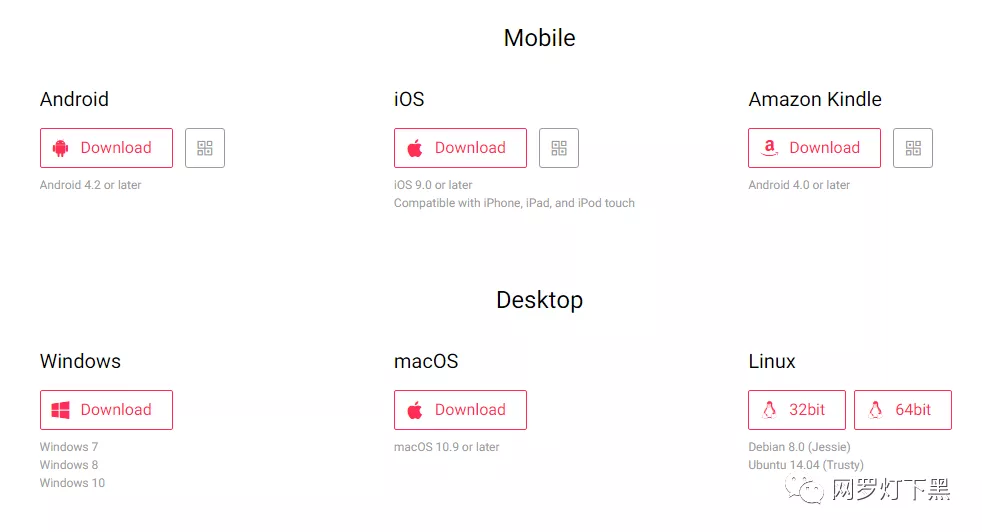 Mobile
Android
Download
Android 4.2 or later
iOS
Download
iOS 9.0 or later
Compatible with iPhone, iPad, and iPod touch
Amazon Kindle
Download
Android 4.0 or later
Desktop
Windows
Download
Windows 7
Windows 8
Windows 10
macOS
Download
macOS 10.9 or later
Linux
32bit
64bit
Debian 8.0 (Jessie)
Ubuntu 14.04 (Trusty)
网罗灯下黑